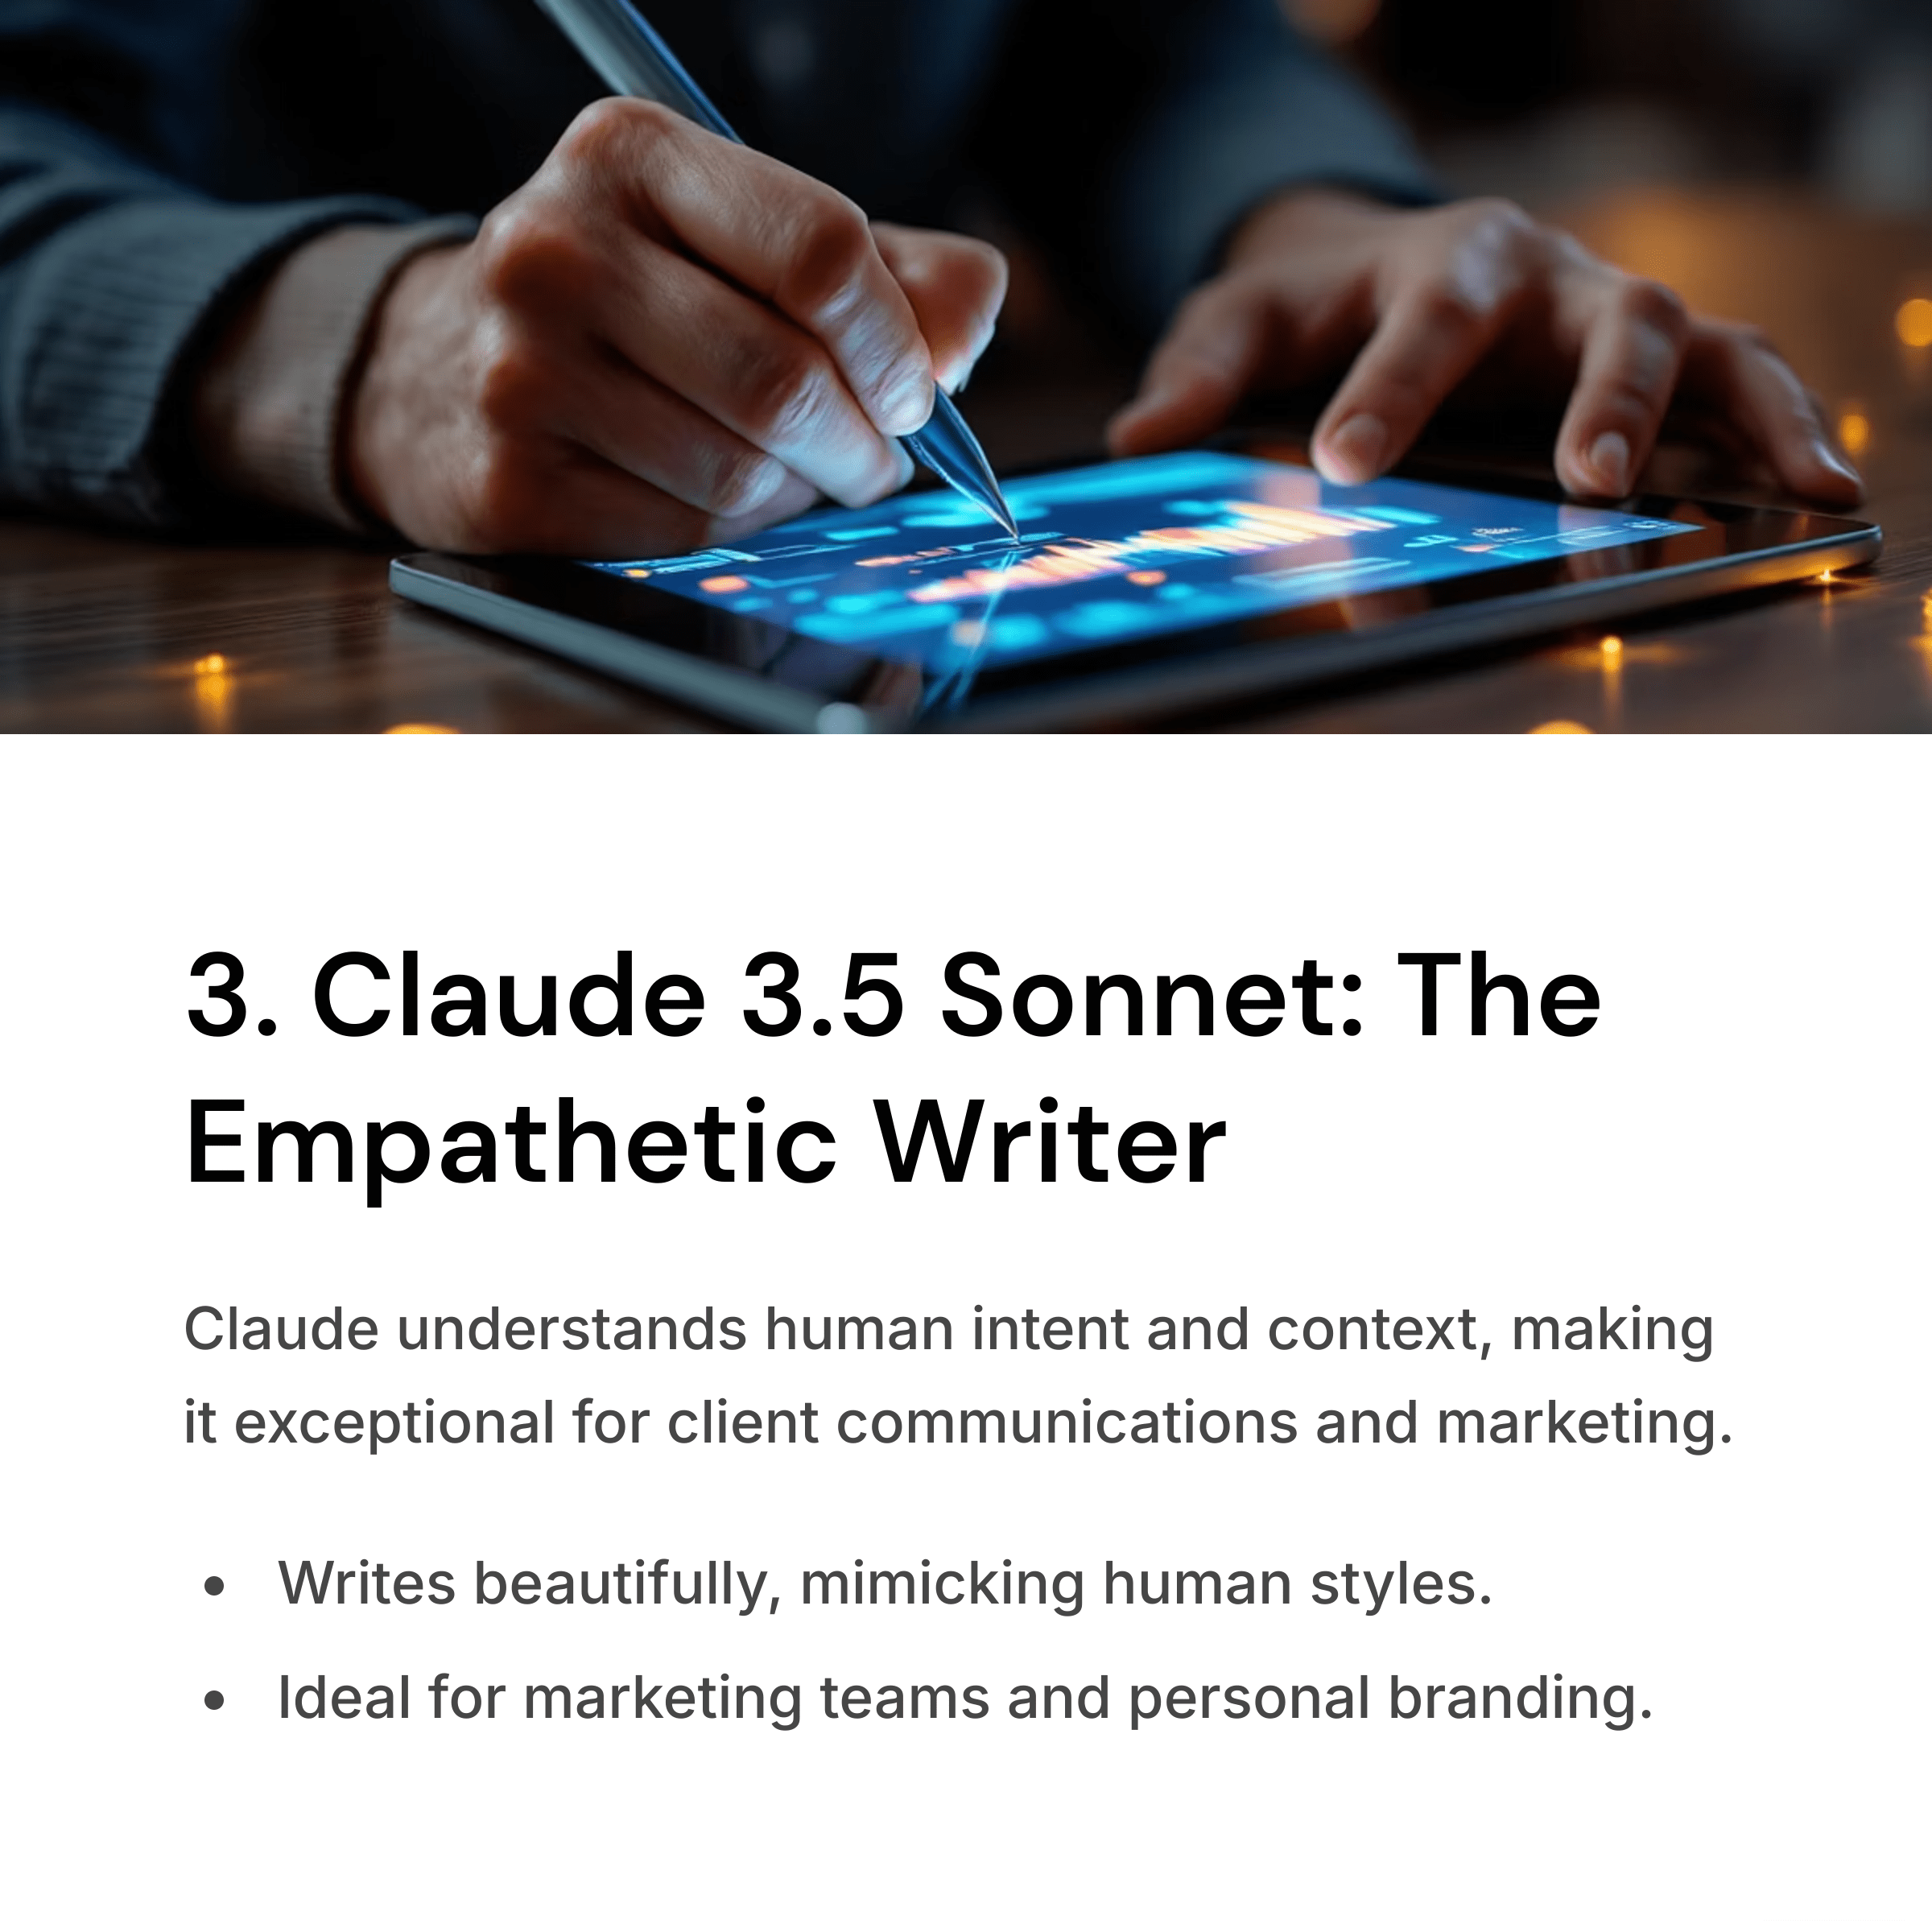 3. Claude 3.5 Sonnet: The
Empathetic Writer
Claude understands human intent and context, making
it exceptional for client communications and marketing.
• Writes beautifully, mimicking human styles.
• Ideal for marketing teams and personal branding.